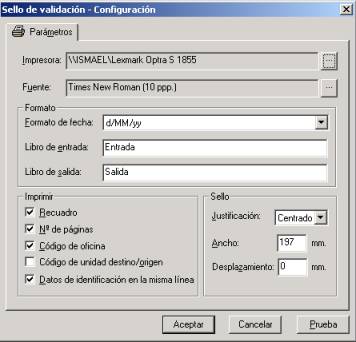 Sello de validación - Configuración
Parámetros
Impresora: \\ISMAEL\Lexmark Optra S 1855 ...
Fuente: Times New Roman (10 ppp.) ...
Formato
Formato de fecha: d/MM/yy
Libro de entrada: Entrada
Libro de salida: Salida
Imprimir
Recuadro
Nº de páginas
Código de oficina
Código de unidad destino/origen
Datos de identificación en la misma línea
Sello
Justificación: Centrado
Ancho: 197 mm.
Desplazamiento: 0 mm.
Aceptar Cancelar Prueba